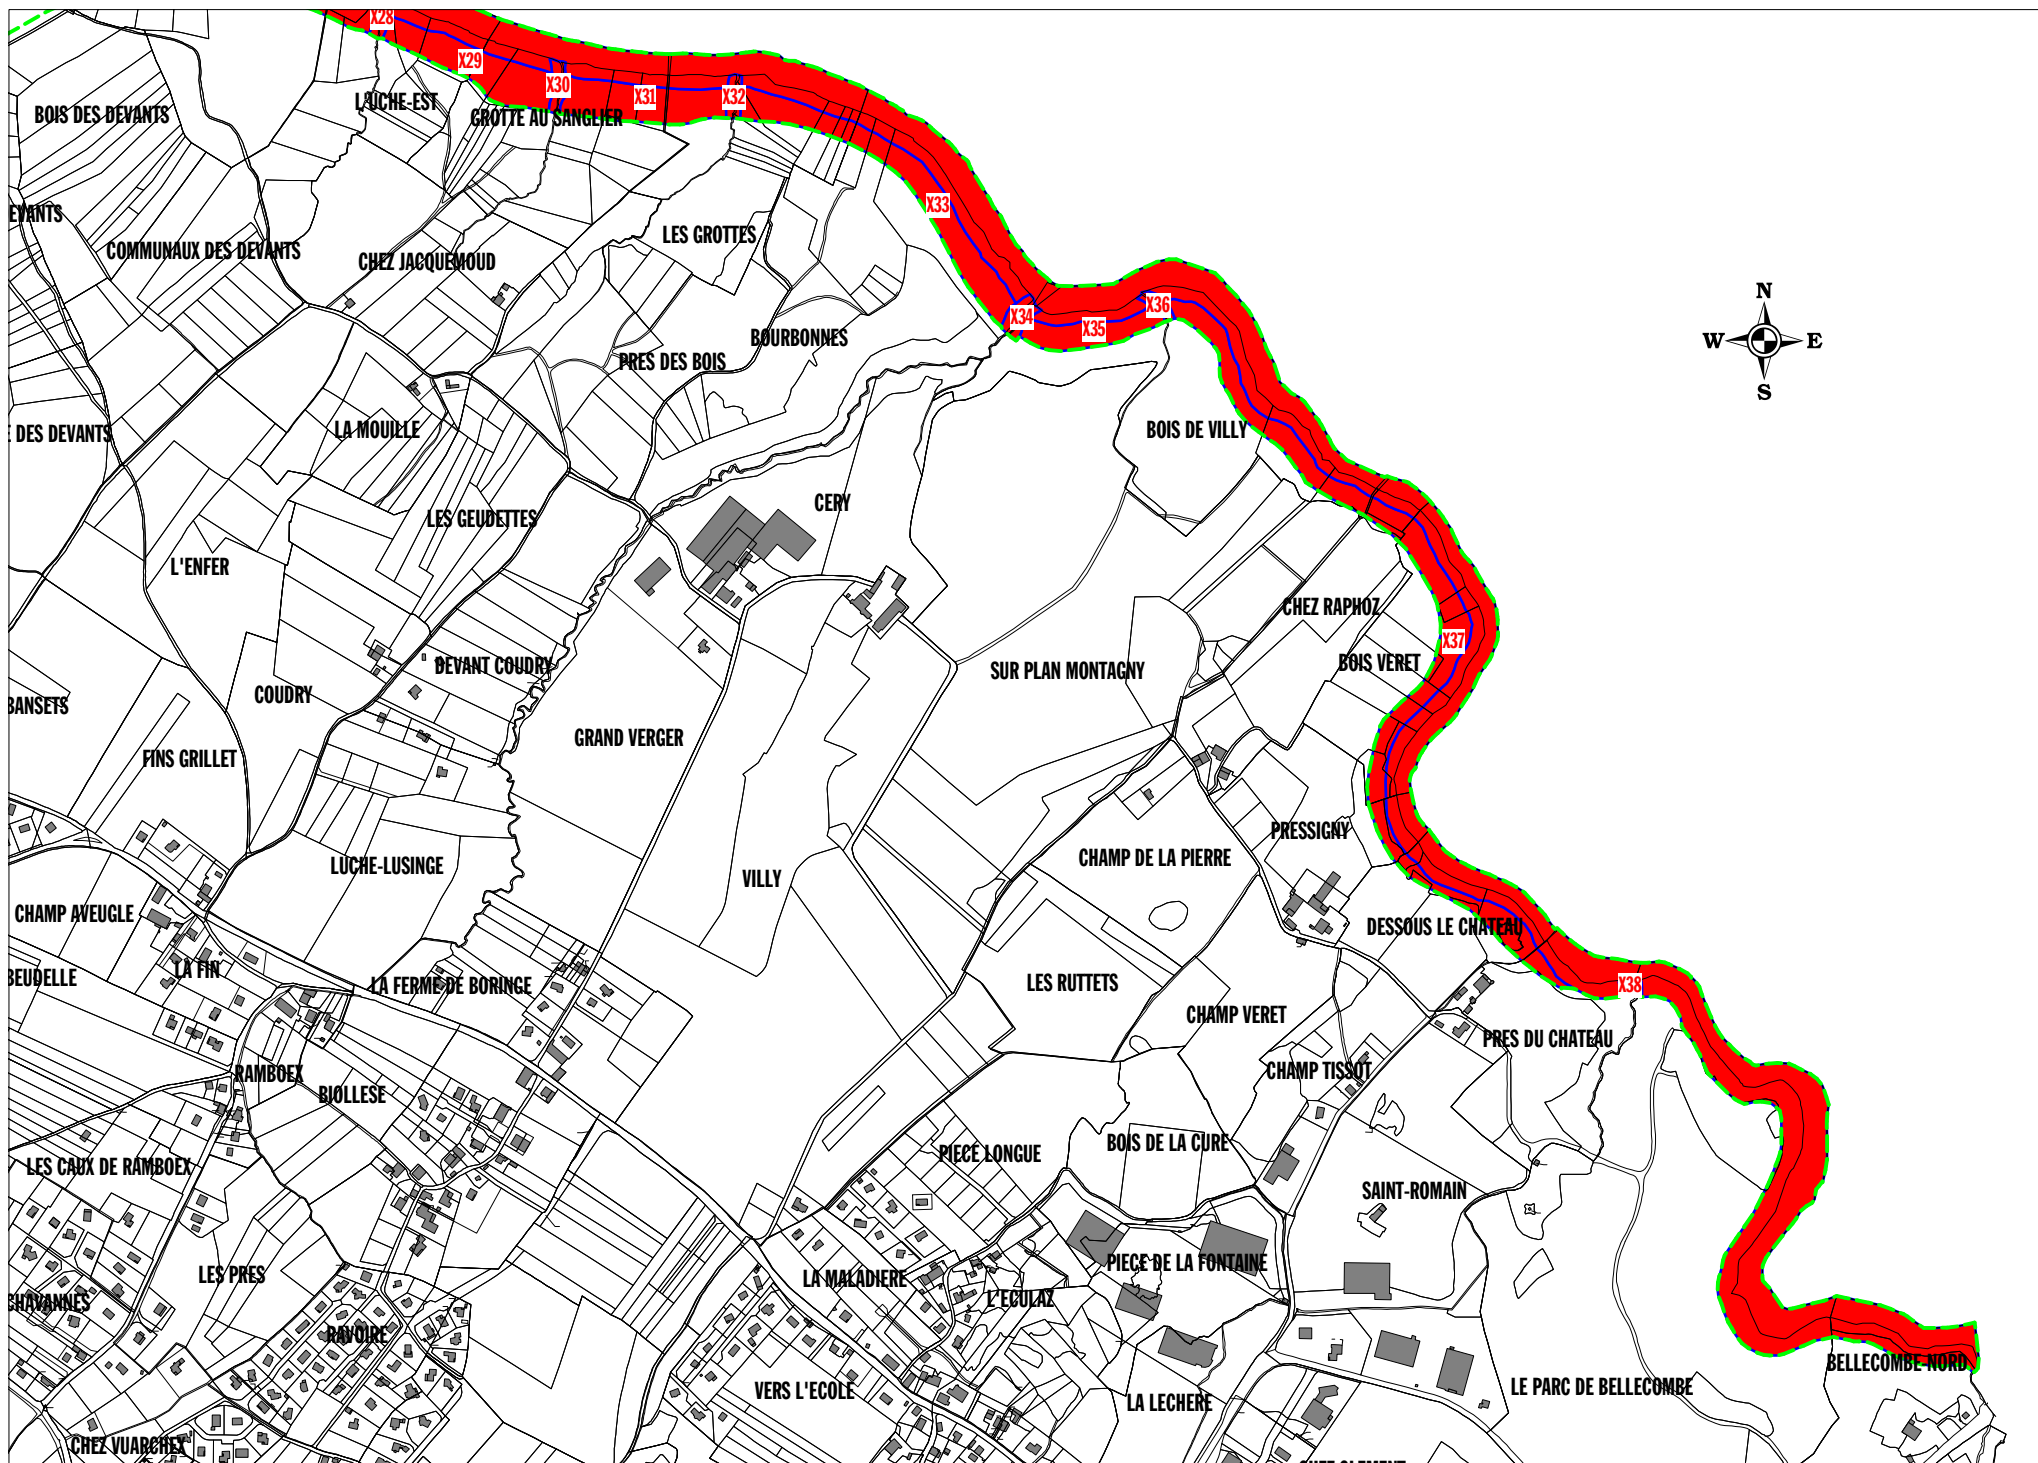 X28
X29
X30
X31
X32
L'UCHE-EST
BOIS DES DEVANTS
GROTTE AU SANGLIER
X33
EVANTS
LES GROTTES
COMMUNAUX DES DEVANTS
CHEZ JACQUEMOUD
N
W
E
S
X34
X35
X36
BOURBONNES
PRES DES BOIS
LA MOUILLE
BOIS DE VILLY
E DES DEVANTS
CERY
LES GEUDETTES
L'ENFER
CHEZ RAPHOZ
X37
BOIS VERET
DEVANT COUDRY
SUR PLAN MONTAGNY
COUDRY
BANSETS
GRAND VERGER
FINS GRILLET
PRESSIGNY
CHAMP DE LA PIERRE
LUCHE-LUSINGE
VILLY
CHAMP AVEUGLE
DESSOUS LE CHATEAU
LA FIN
BEUDELLE
LA FERME DE BORINGE
LES RUTTETS
X38
CHAMP VERET
PRES DU CHATEAU
RAMBOEX
CHAMP TISSOT
BIOLLESE
BOIS DE LA CURE
PIECE LONGUE
LES CAUX DE RAMBOEX
SAINT-ROMAIN
PIECE DE LA FONTAINE
LES PRES
LA MALADIERE
L'ECULAZ
CHAVANNES
RAVOIRE
BELLECOMBE-NORD
LE PARC DE BELLECOMBE
VERS L'ECOLE
LA LECHERE
CHEZ VUARCHEX